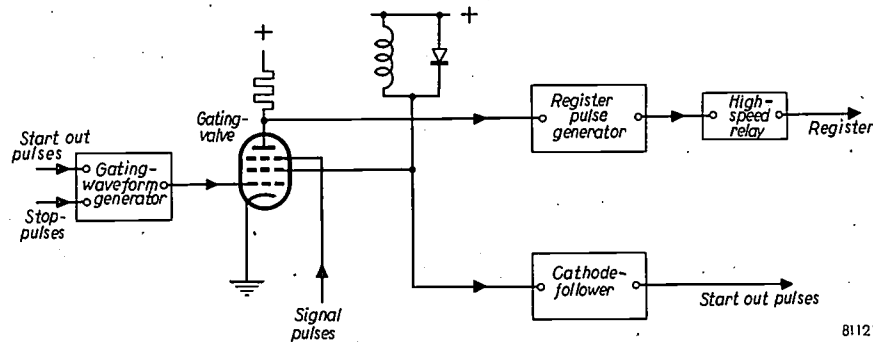 +
+
Gating-
valve
Start out
pulses
Gating-
waveform
generator
Stop-
pulses
Signal
pulses
Register
pulse
generator
High-
speed
relay
Register
Cathode-
follower
Start out pulses
8112